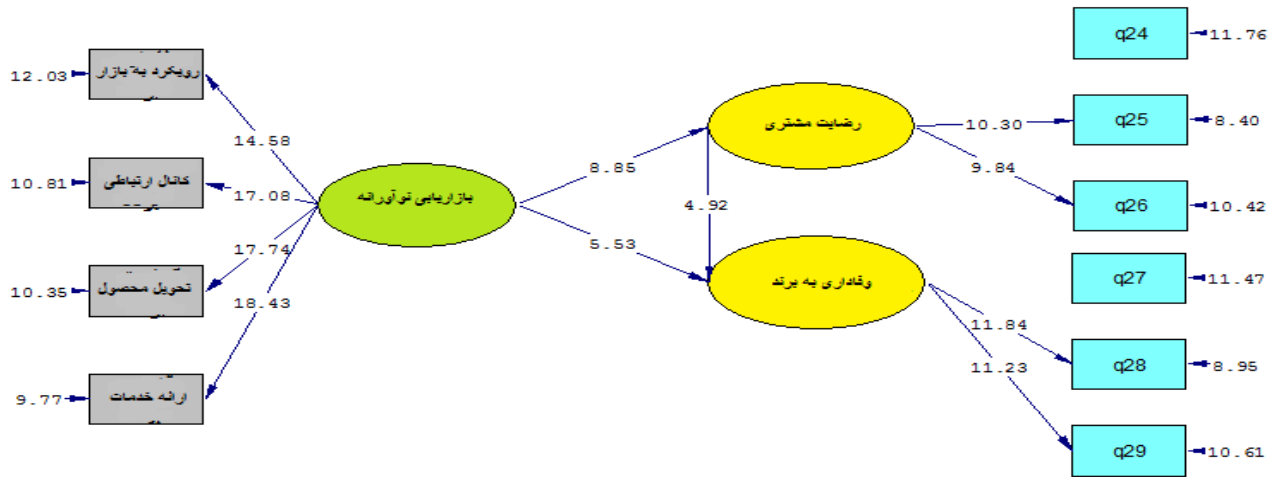 رویکرد به بازار
12.03
14.58
کانال ارتباطی
10.81
17.08
تحویل محصول
10.35
17.74
ارائه خدمات
9.77
18.43
بازاریابی نوآورانه
8.85
5.53
رضایت مشتری
4.92
وفاداری به برند
10.30
9.84
11.84
11.23
q24
11.76
q25
8.40
q26
10.42
q27
11.47
q28
8.95
q29
10.61